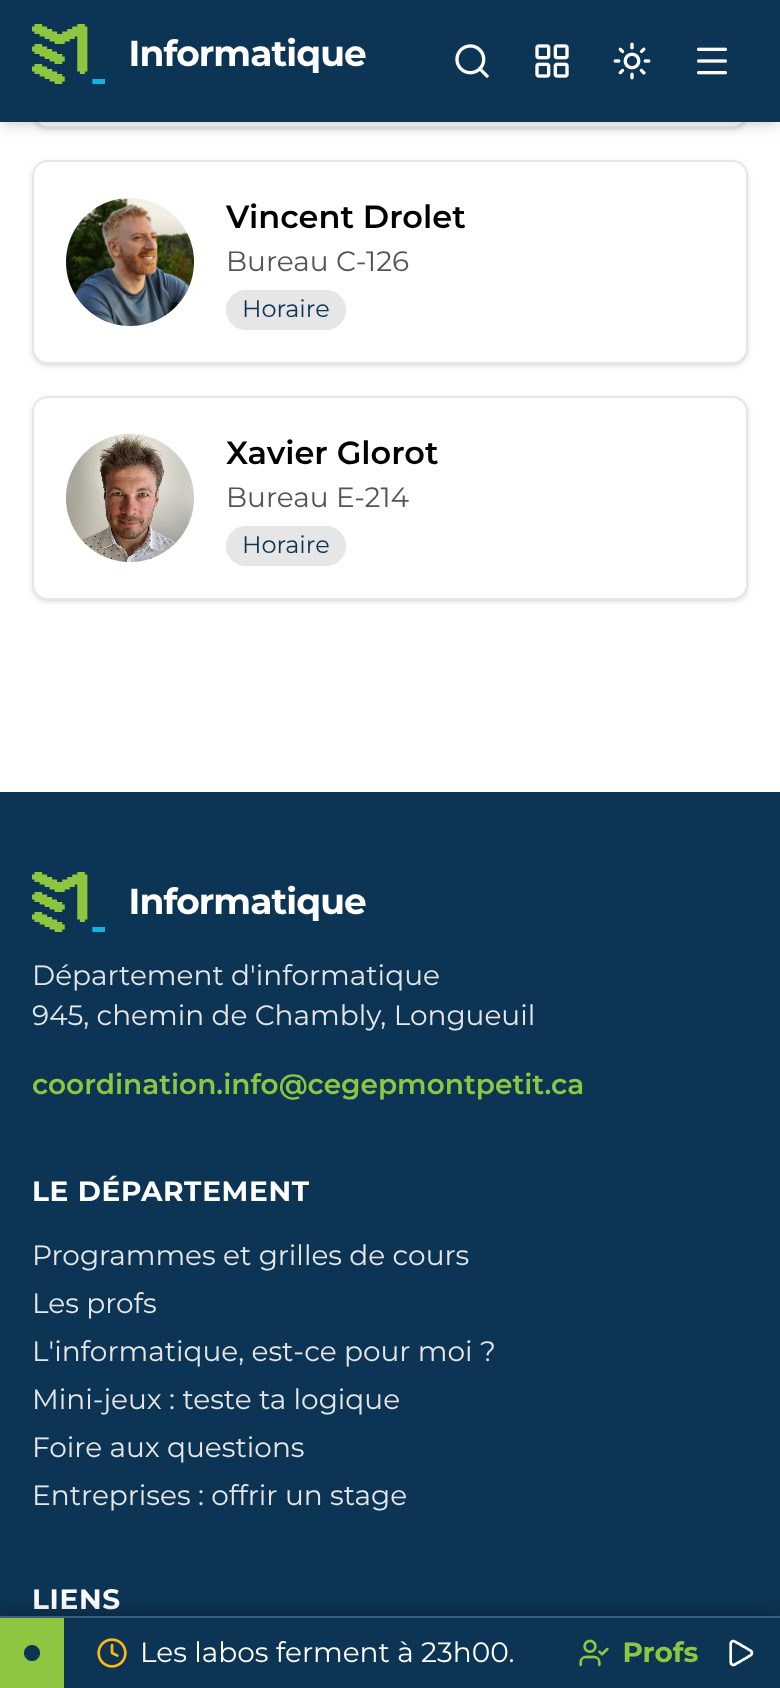 Informatique
Vincent Drolet
Bureau C-126
Horaire
Xavier Glorot
Bureau E-214
Horaire
Informatique
Département d'informatique
945, chemin de Chambly, Longueuil
coordination.info@cegepmontpetit.ca
LE DÉPARTEMENT
Programmes et grilles de cours
Les profs
L'informatique, est-ce pour moi ?
Mini-jeux : teste ta logique
Foire aux questions
Entreprises : offrir un stage
LIENS
Les labos ferment à 23h00. Profs